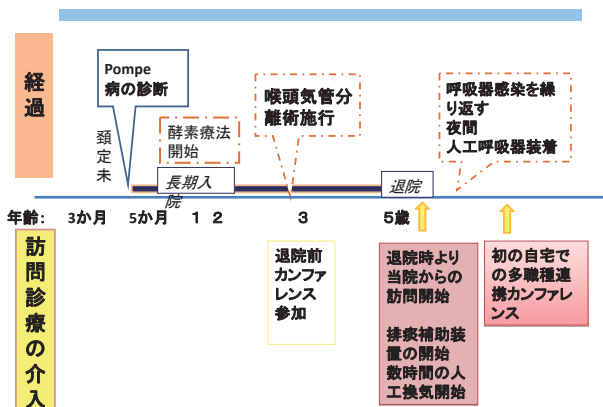 経過
Pompe
病の診断
頚定未
酵素療法
開始
長期入
院
喉頭気管分
離術施行
退院
呼吸器感染を繰
り返す
夜間
人工呼吸器装着
年齢: 3か月 5か月 1 2 3 5歳
訪問診療の介入
退院前
カンファ
レンス
参加
退院時より
当院からの
訪問開始
排痰補助装
置の開始
数時間の人
工換気開始
初の自宅で
の多職種連
携カンファレ
ンス